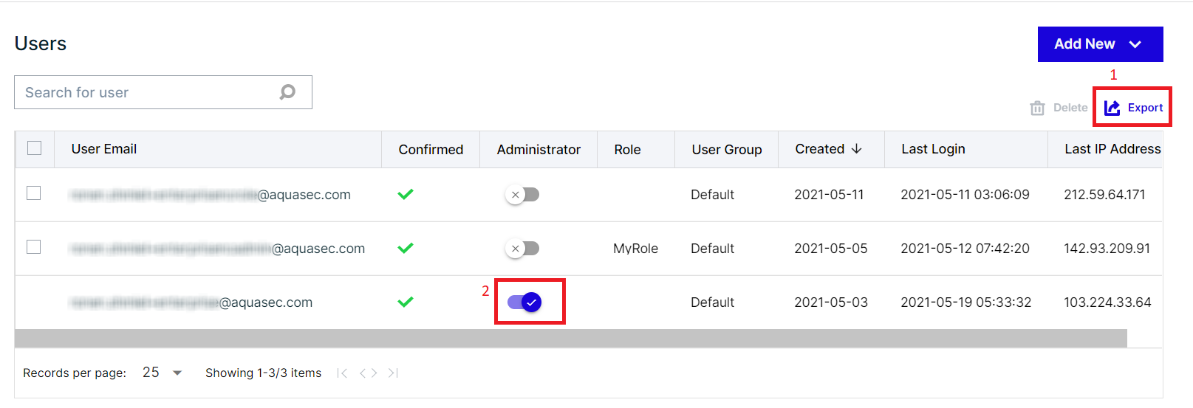 Users
Add New
1
Search for user
Delete Export
User Email Confirmed Administrator Role User Group Created Last Login Last IP Address
@aquasec.com Default 2021-05-11 2021-05-11 03:06:09 212.59.64.171
@aquasec.com MyRole Default 2021-05-05 2021-05-12 07:42:20 142.93.209.91
2
@aquasec.com Default 2021-05-03 2021-05-19 05:33:32 103.224.33.64
Records per page: 25 Showing 1-3/3 items